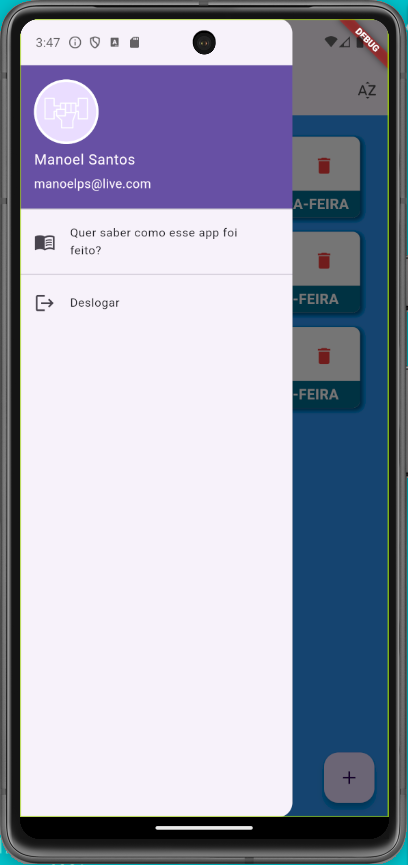 3:47
DEBUG
AZ
Manoel Santos
manoelps@live.com
A-FEIRA
Quer saber como esse app foi
feito?
-FEIRA
Deslogar
-FEIRA
+